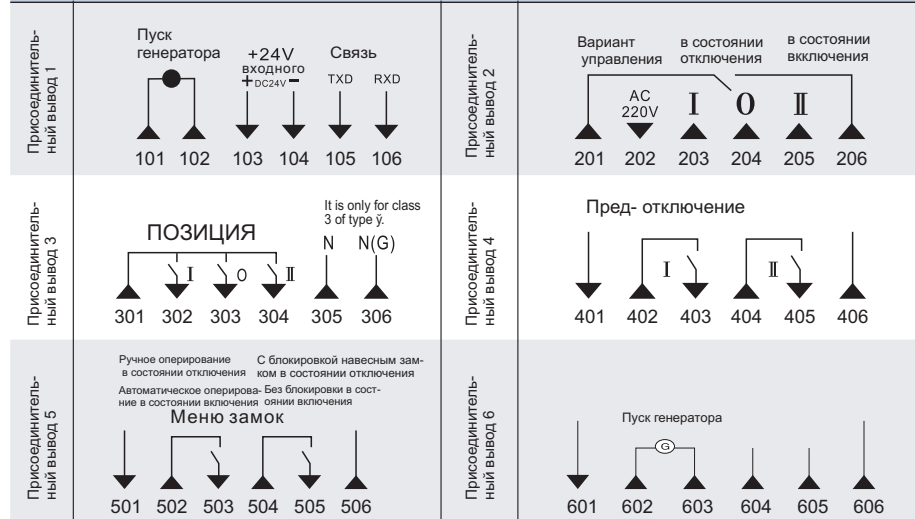 Присоединитель-
ный вывод 1
Пуск
генератора
+24V
входного
+ DC24V −
Связь
TXD RXD
101 102 103 104 105 106
Присоединитель-
ный вывод 2
Вариант
управления
в состоянии
отключения
в состоянии
вкключения
AC
220V
I O II
201 202 203 204 205 206
Присоединитель-
ный вывод 3
ПОЗИЦИЯ
It is only for class
3 of type ў.
N N(G)
I O II
301 302 303 304 305 306
Присоединитель-
ный вывод 4
Пред- отключение
I II
401 402 403 404 405 406
Присоединитель-
ный вывод 5
Ручное оперирование
в состоянии отключения
С блокировкой навесным зам-
ком в состоянии отключения
Автоматическое оперирова-
ние в состоянии включения
Без блокировки в сост-
оянии включения
Меню замок
501 502 503 504 505 506
Присоединитель-
ный вывод 6
Пуск генератора
G
601 602 603 604 605 606